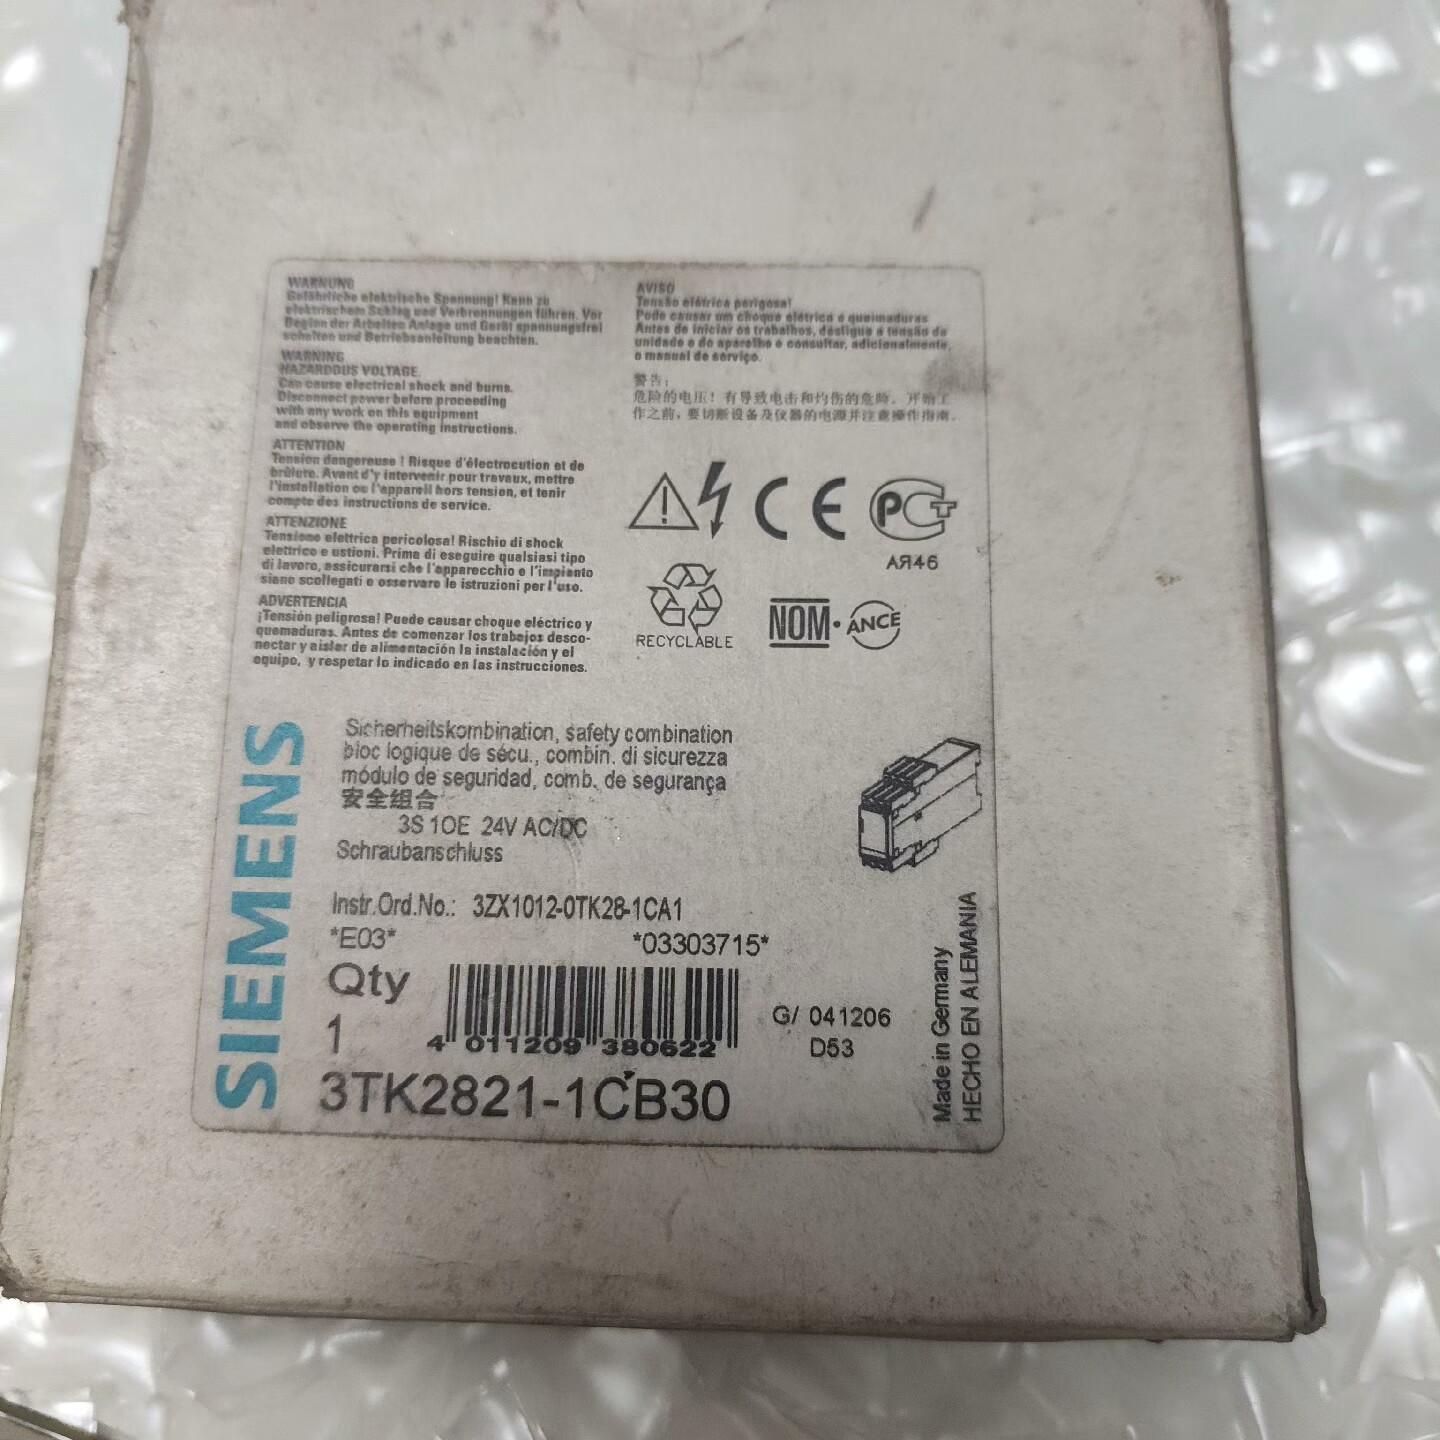 WARNUNG
Gefährliche elektrische Spannung! Kann zu
elektrischem Schlag und Verbrennungen führen. Vor
Beginn der Arbeiten Anlage und Gerät spannungsfrei
schalten und Betriebsanleitung beachten.
WARNING
HAZARDOUS VOLTAGE.
Can cause electrical shock and burns.
Disconnect power before proceeding
with any work on this equipment
and observe the operating instructions.
ATTENTION
Tension dangereuse ! Risque d'électrocution et de
brûlure. Avant d'y intervenir pour travaux, mettre
l'installation ou l'appareil hors tension, et tenir
compte des instructions de service.
ATTENZIONE
Tensione elettrica pericolosa! Rischio di shock
elettrico e ustioni. Prima di eseguire qualsiasi tipo
di lavoro, assicurarsi che l'apparecchio e l'impianto
siano scollegati e osservare le istruzioni per l'uso.
ADVERTENCIA
¡Tensión peligrosa! Puede causar choque eléctrico y
quemaduras. Antes de comenzar los trabajos desco-
nectar y aislar de alimentación la instalación y el
equipo, y respetar lo indicado en las instrucciones.
AVISO
Tensão elétrica perigosa!
Pode causar um choque elétrico e queimaduras
Antes de iniciar os trabalhos, desligue a tensão da
unidade e do aparelho e consultar, adicionalmente,
o manual de serviço.
警告:
危险的电压! 有导致电击和灼伤的危险。开始工
作之前, 要切断设备及仪器的电源并注意操作指南.
CE
PCT
АЯ46
RECYCLABLE
NOM·ANCE
SIEMENS
Sicherheitskombination, safety combination
bloc logique de sécu., combin. di sicurezza
módulo de seguridad, comb. de segurança
安全组合
3S 1OE 24V AC/DC
Schraubanschluss
Instr.Ord.No.: 3ZX1012-0TK28-1CA1
*E03* *03303715*
Qty
1
4 011209 380622
G/ 041206
D53
3TK2821-1CB30
Made in Germany
HECHO EN ALEMANIA